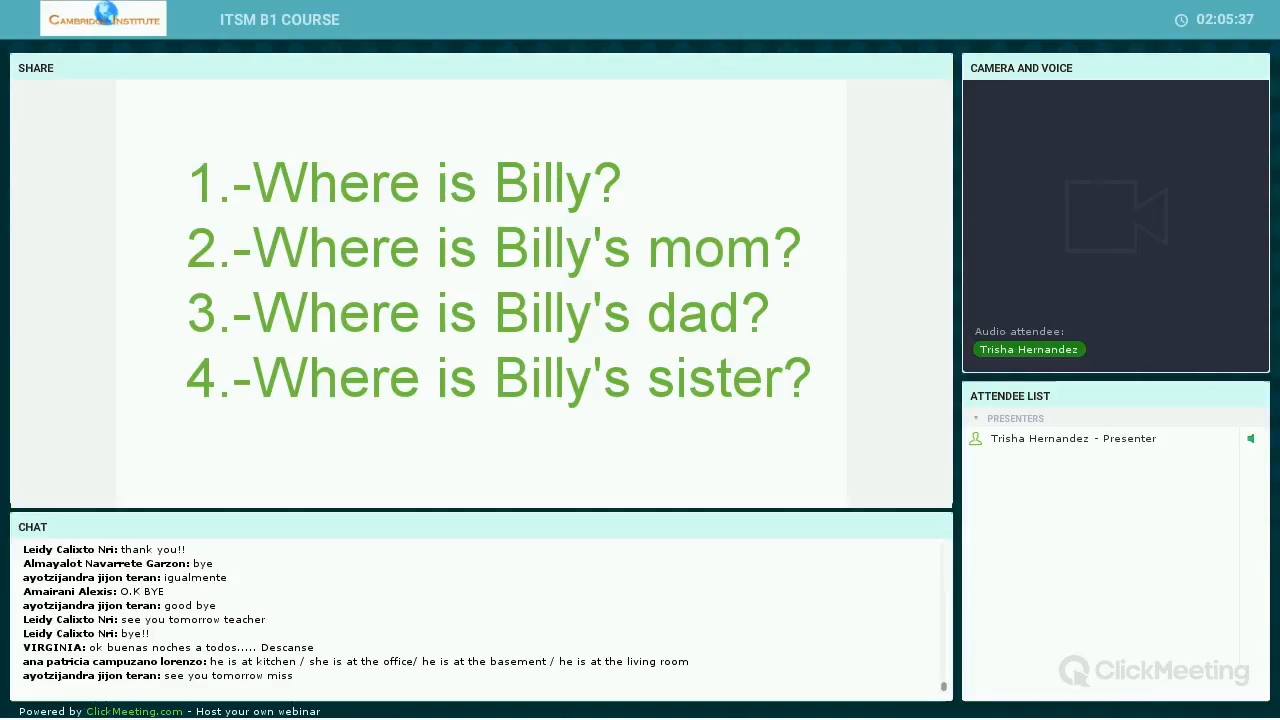 CAMBRIDGE INSTITUTE
ITSM B1 COURSE
02:05:37
SHARE
1.-Where is Billy?
2.-Where is Billy's mom?
3.-Where is Billy's dad?
4.-Where is Billy's sister?
CAMERA AND VOICE
Audio attendee:
Trisha Hernandez
ATTENDEE LIST
PRESENTERS
Trisha Hernandez - Presenter
CHAT
Leidy Calixto Nri: thank you!!
Almayalot Navarrete Garzon: bye
ayotzijandra jijon teran: igualmente
Amairani Alexis: O.K BYE
ayotzijandra jijon teran: good bye
Leidy Calixto Nri: see you tomorrow teacher
Leidy Calixto Nri: bye!!
VIRGINIA: ok buenas noches a todos..... Descanse
ana patricia campuzano lorenzo: he is at kitchen / she is at the office/ he is at the basement / he is at the living room
ayotzijandra jijon teran: see you tomorrow miss
ClickMeeting
Powered by ClickMeeting.com - Host your own webinar